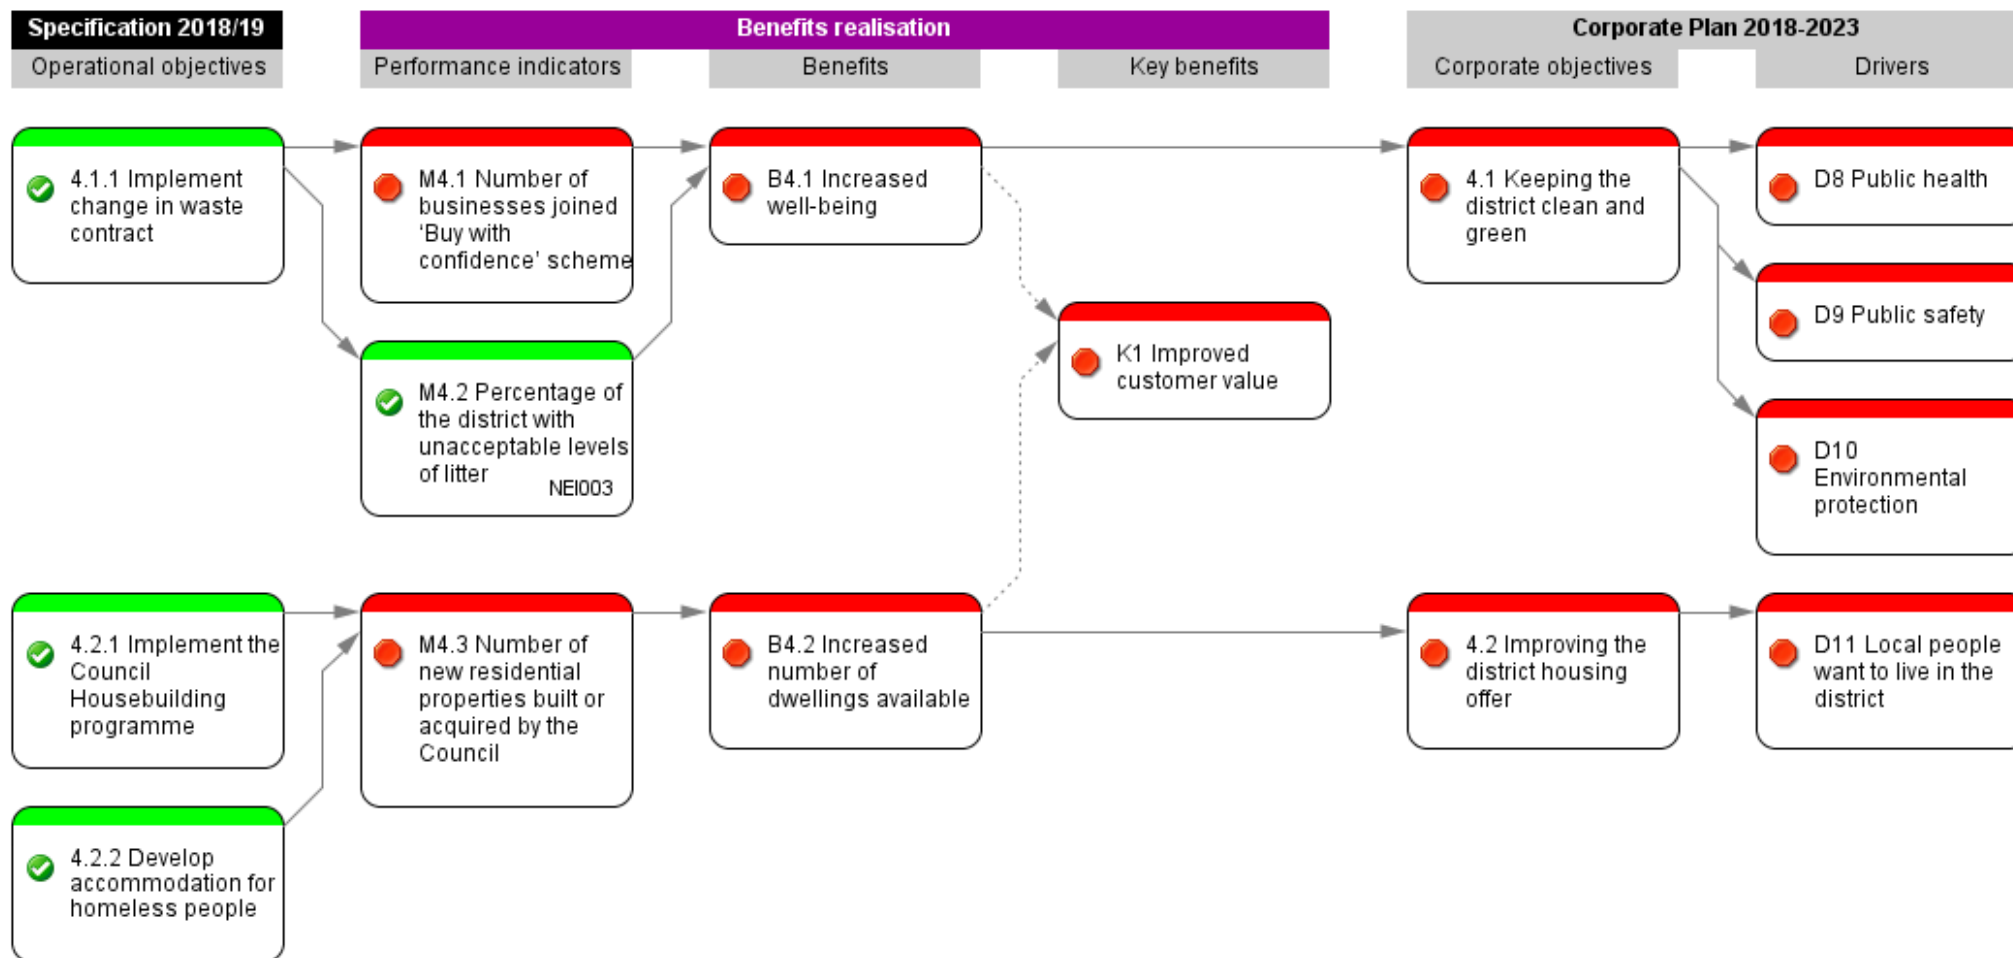 Specification 2018/19
Benefits realisation
Corporate Plan 2018-2023
Operational objectives
Performance indicators
Benefits
Key benefits
Corporate objectives
Drivers
4.1.1 Implement
change in waste
contract
M4.1 Number of
businesses joined
‘Buy with
confidence’ scheme
B4.1 Increased
well-being
4.1 Keeping the
district clean and
green
D8 Public health
D9 Public safety
K1 Improved
customer value
M4.2 Percentage of
the district with
unacceptable levels
of litter
NEI003
D10
Environmental
protection
4.2.1 Implement the
Council
Housebuilding
programme
M4.3 Number of
new residential
properties built or
acquired by the
Council
B4.2 Increased
number of
dwellings available
4.2 Improving the
district housing
offer
D11 Local people
want to live in the
district
4.2.2 Develop
accommodation for
homeless people